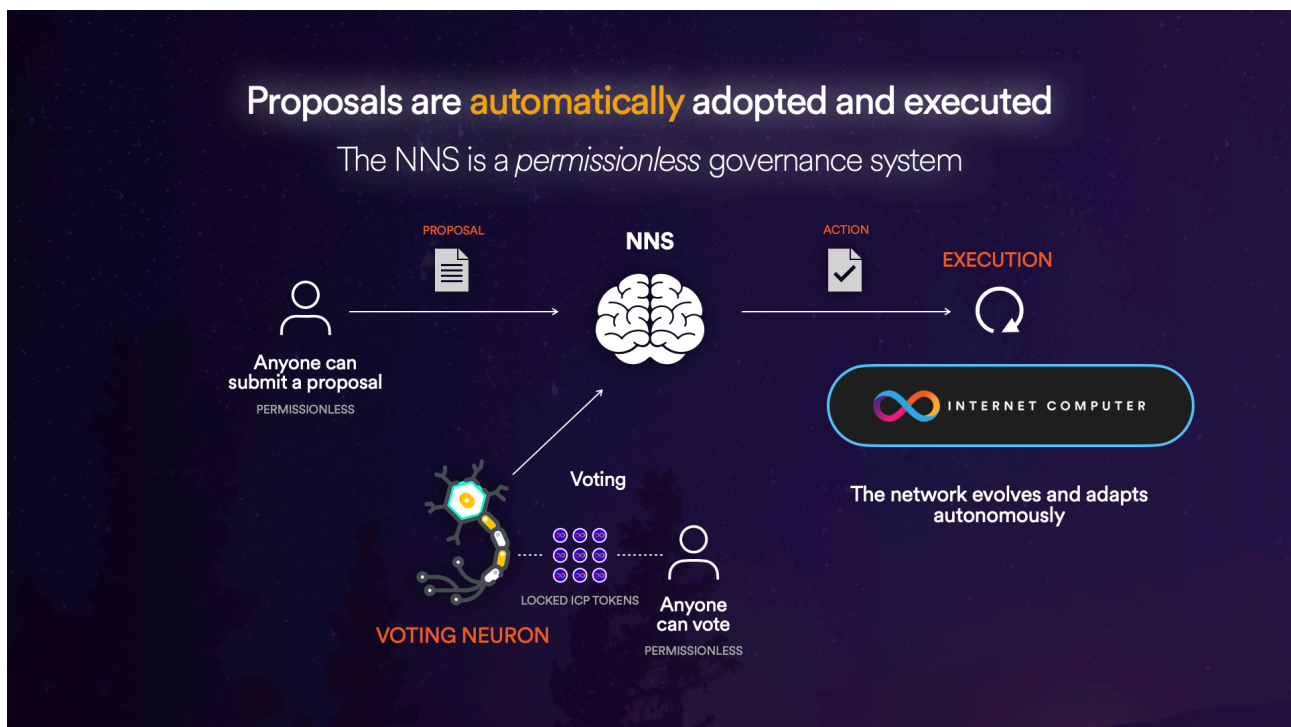 Proposals are automatically adopted and executed
The NNS is a permissionless governance system
PROPOSAL
NNS
ACTION
EXECUTION
Anyone can
submit a proposal
PERMISSIONLESS
INTERNET COMPUTER
The network evolves and adapts
autonomously
Voting
LOCKED ICP TOKENS
Anyone
can vote
PERMISSIONLESS
VOTING NEURON